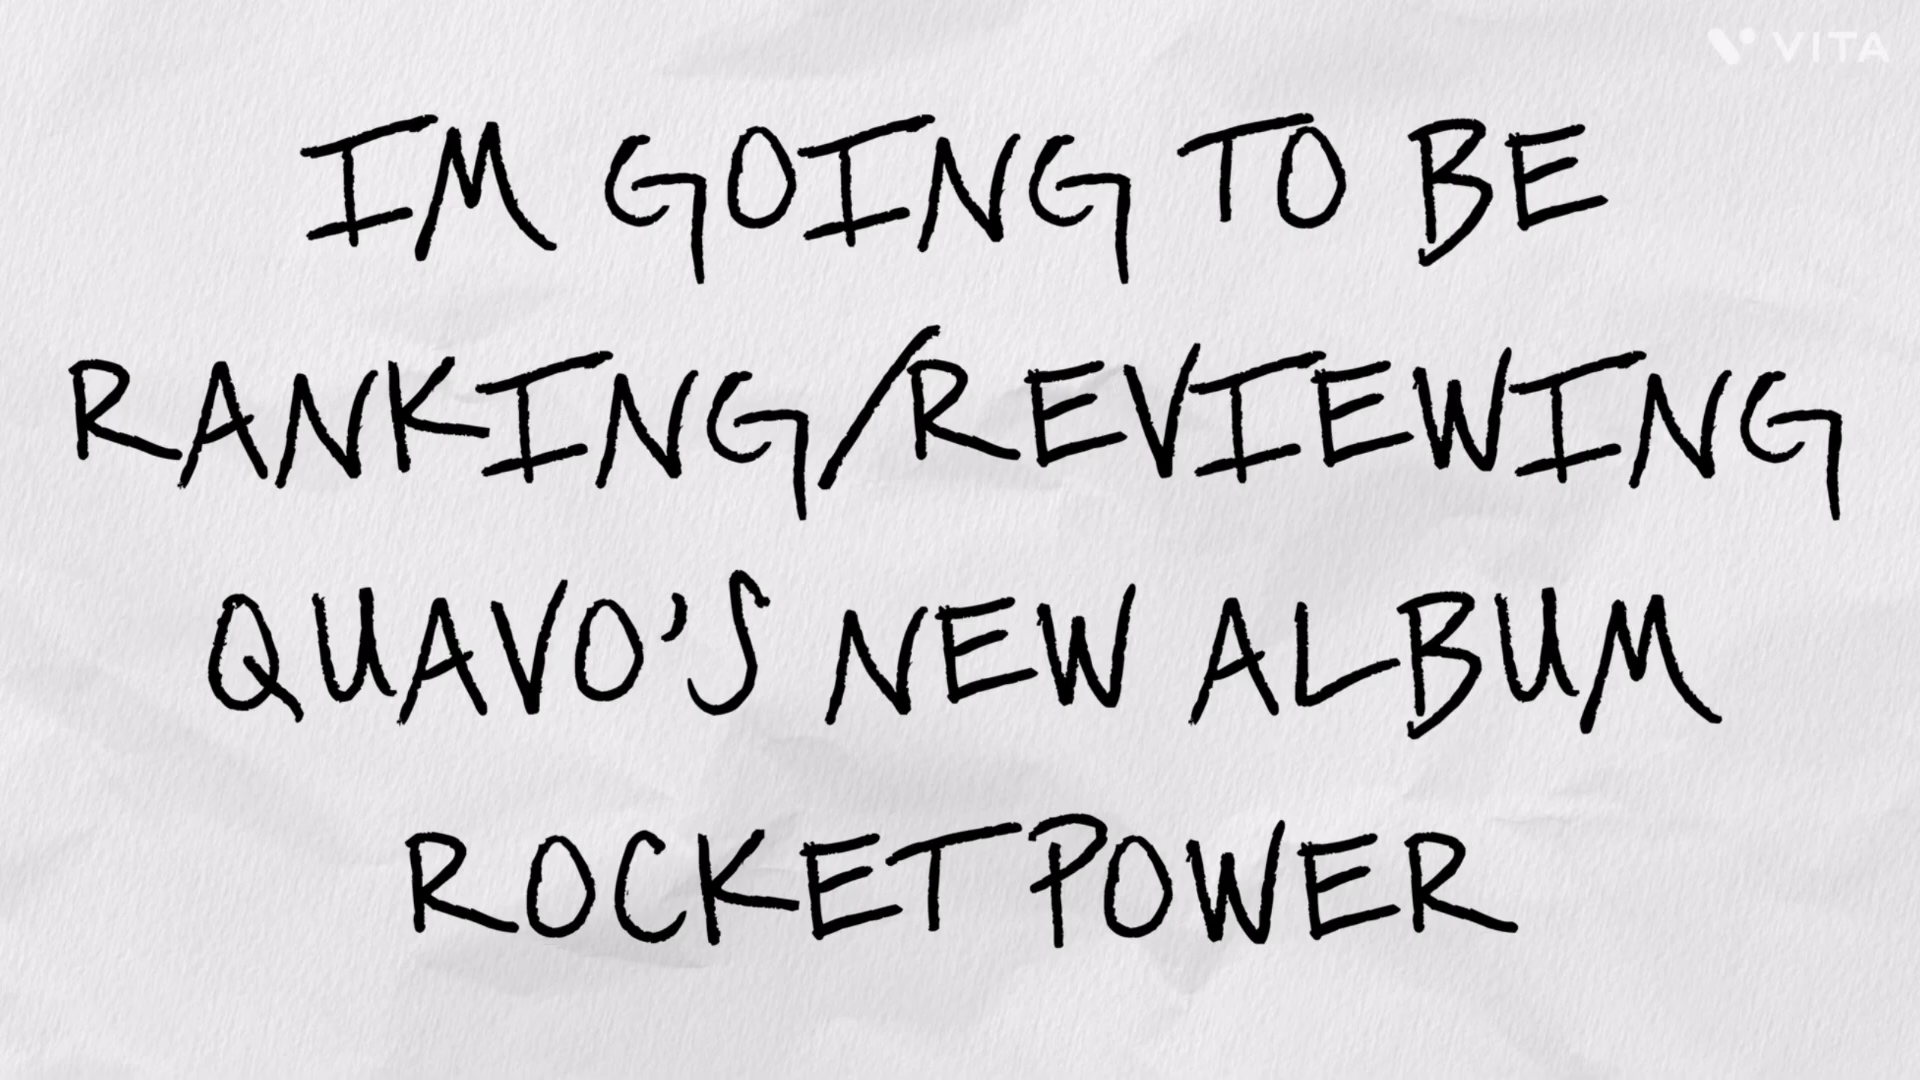 VITA
IM GOING TO BE
RANKING/REVIEWING
QUAVO'S NEW ALBUM
ROCKET POWER